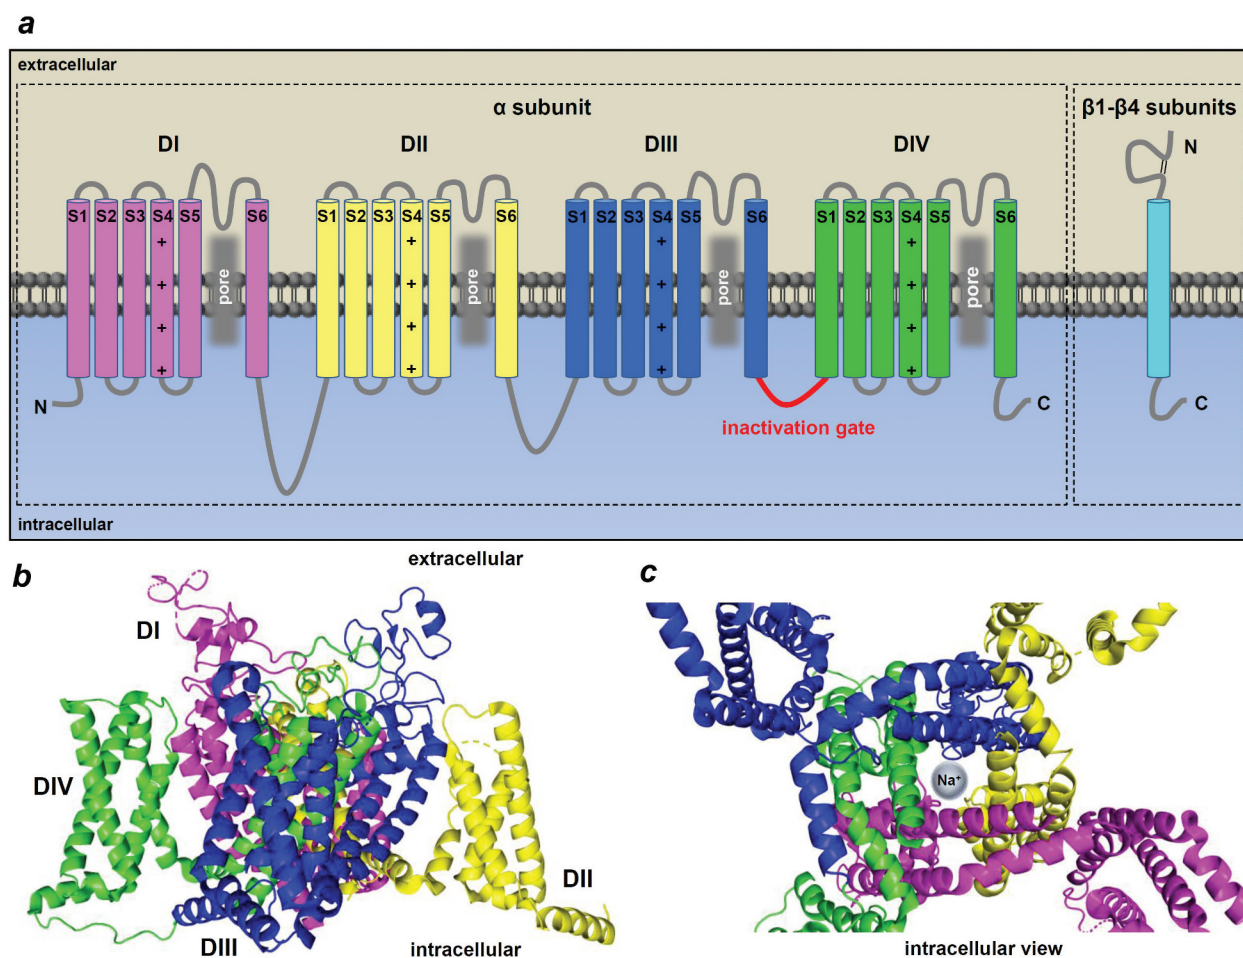 a
extracellular
α subunit
β1-β4 subunits
DI DII DIII DIV
N
S1 S2 S3 S4 S5 S6 S1 S2 S3 S4 S5 S6 S1 S2 S3 S4 S5 S6 S1 S2 S3 S4 S5 S6
+ + + +
+ + + +
pore pore pore pore
+ + + +
+ + + +
N C C
inactivation gate
intracellular
b
extracellular
DI
DIV
DII
DIII
intracellular
c
Na⁺
intracellular view